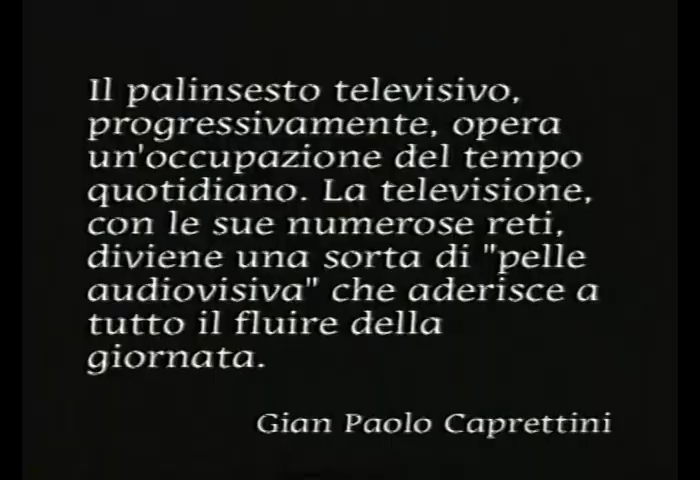 Il palinsesto televisivo,
progressivamente, opera
un'occupazione del tempo
quotidiano. La televisione,
con le sue numerose reti,
diviene una sorta di "pelle
audiovisiva" che aderisce a
tutto il fluire della
giornata.
Gian Paolo Caprettini